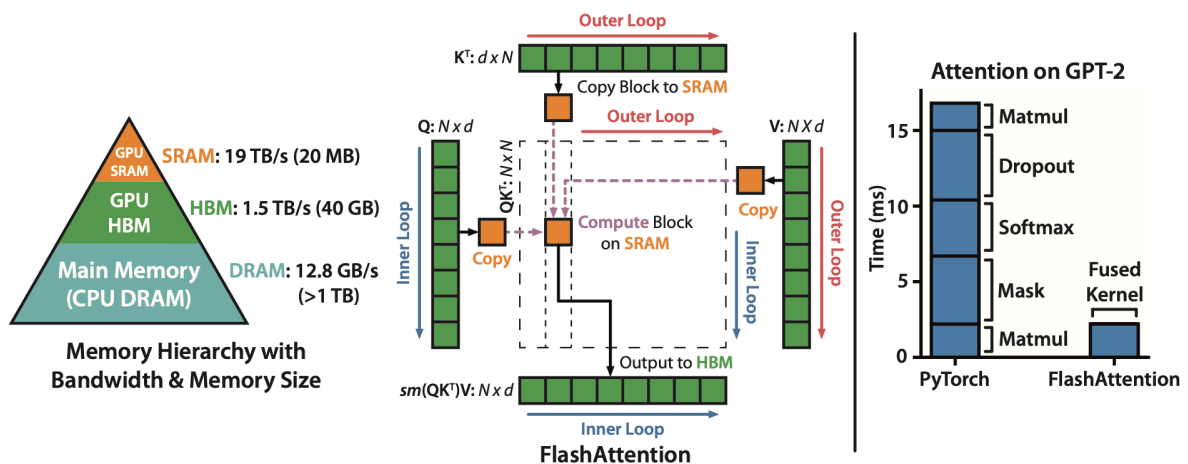 GPU
SRAM
SRAM: 19 TB/s (20 MB)
GPU
HBM
HBM: 1.5 TB/s (40 GB)
Main Memory
(CPU DRAM)
DRAM: 12.8 GB/s
(>1 TB)
Memory Hierarchy with
Bandwidth & Memory Size
Outer Loop
Kᵀ: d x N
Copy Block to SRAM
Outer Loop
Q: N x d
V: N X d
QKᵀ: N x N
Copy
Compute Block
on SRAM
Copy
Inner Loop
Inner Loop
Outer Loop
Output to HBM
sm(QKᵀ)V: N x d
Inner Loop
FlashAttention
Attention on GPT-2
Time (ms)
15
10
5
0
Matmul
Dropout
Softmax
Mask
Matmul
Fused
Kernel
PyTorch
FlashAttention